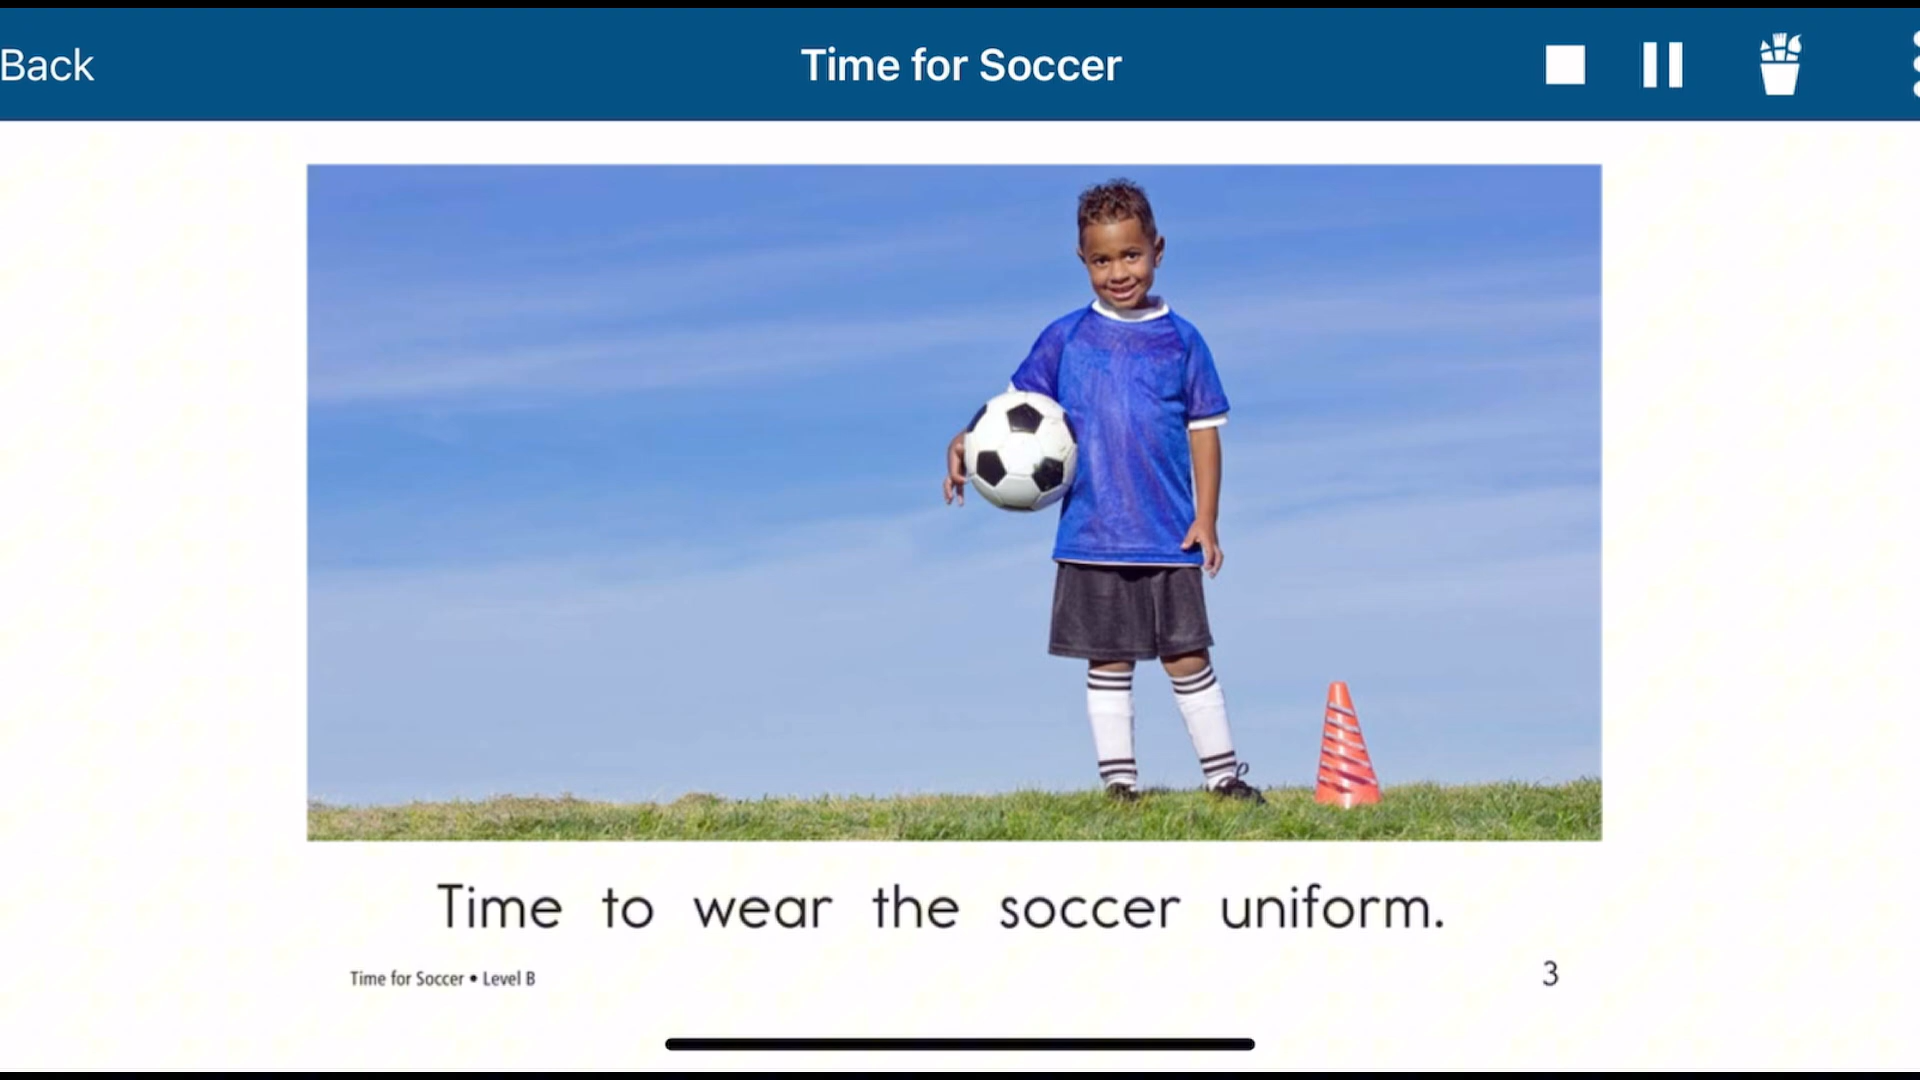 Back
Time for Soccer
Time to wear the soccer uniform.
Time for Soccer • Level B
3